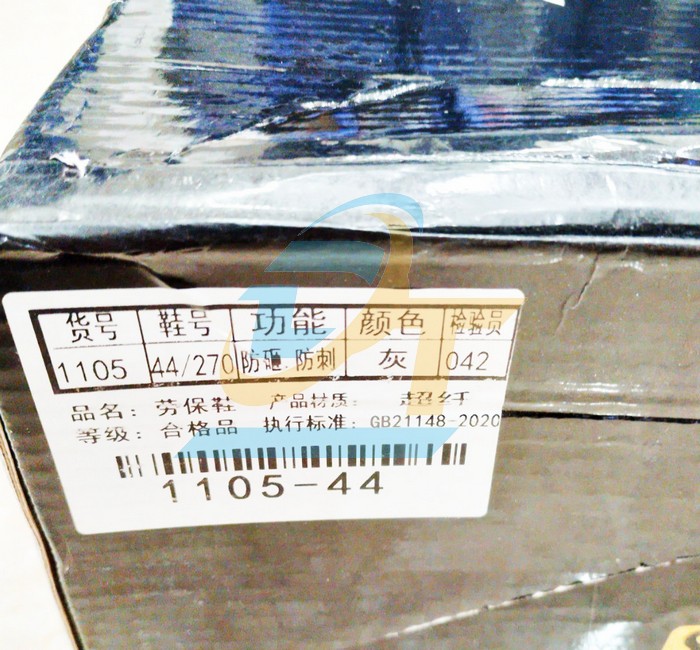 货号 鞋号 功能 颜色 检验员
1105 44/270 防砸.防刺 灰 042
品名: 劳保鞋 产品材质: 超纤
等级: 合格品 执行标准: GB21148-2020
1105-44